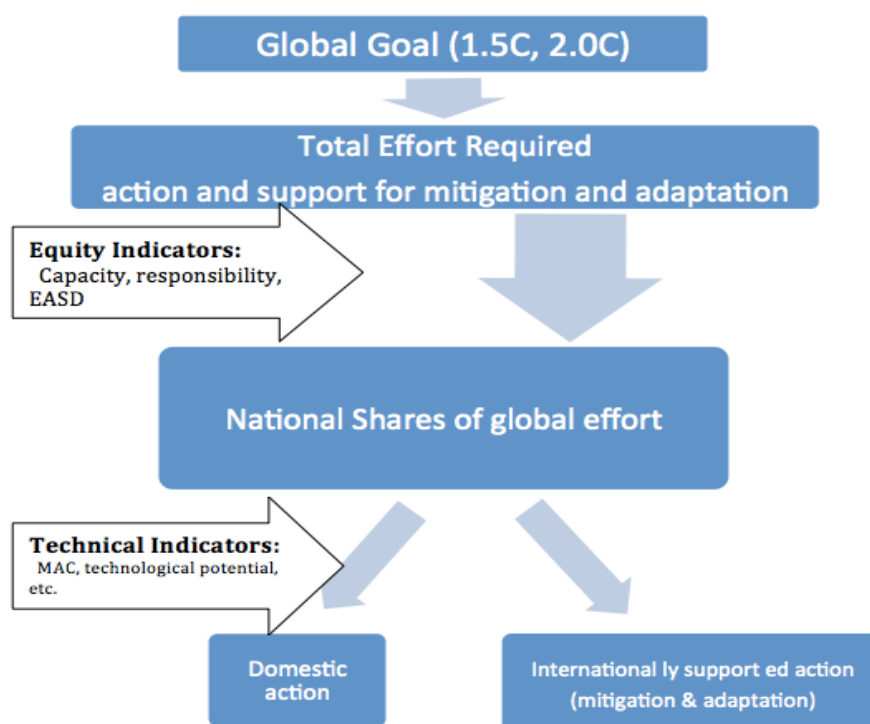 Global Goal (1.5C, 2.0C)
Total Effort Required
action and support for mitigation and adaptation
Equity Indicators:
Capacity, responsibility,
EASD
National Shares of global effort
Technical Indicators:
MAC, technological potential,
etc.
Domestic
action
International ly support ed action
(mitigation & adaptation)